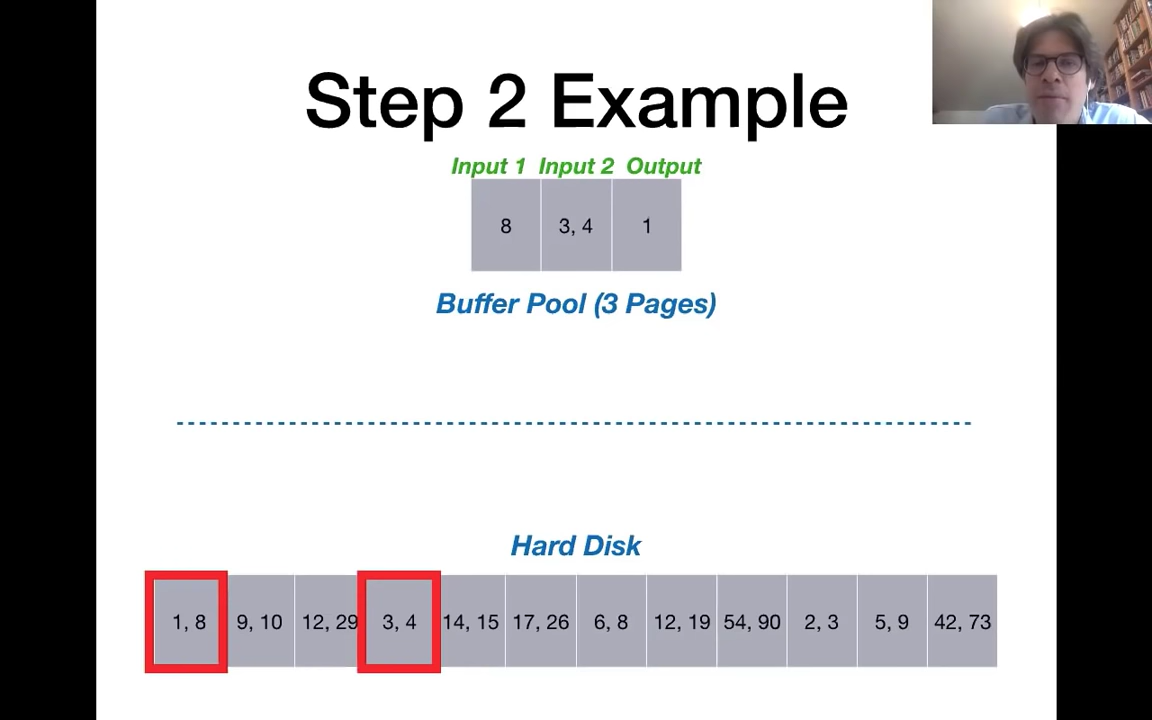 Step 2 Example
Input 1 Input 2 Output
8 3, 4 1
Buffer Pool (3 Pages)
Hard Disk
1, 8 9, 10 12, 29 3, 4 14, 15 17, 26 6, 8 12, 19 54, 90 2, 3 5, 9 42, 73